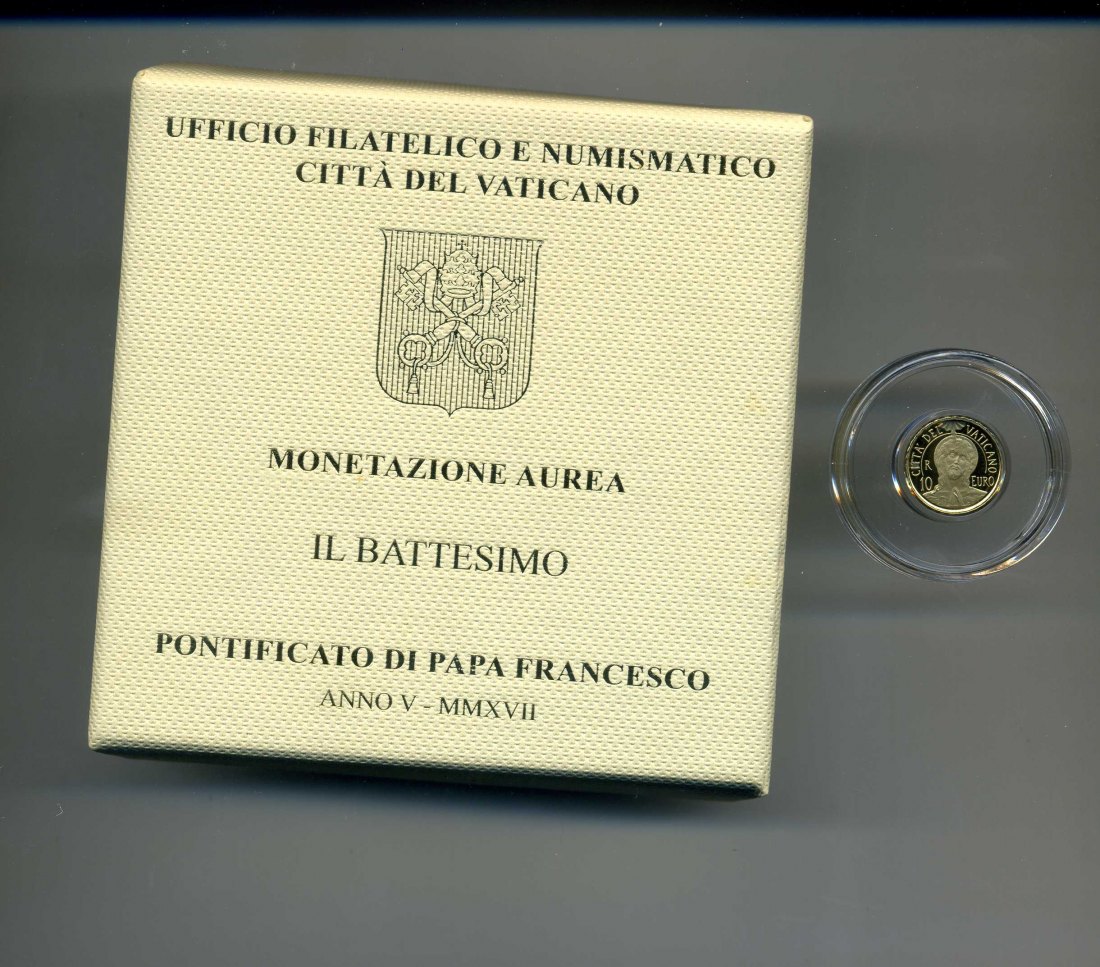 UFFICIO FILATELICO E NUMISMATICO
CITTÀ DEL VATICANO
MONETAZIONE AUREA
IL BATTESIMO
PONTIFICATO DI PAPA FRANCESCO
ANNO V - MMXVII
CITTÀ DEL VATICANO
R
10 EURO